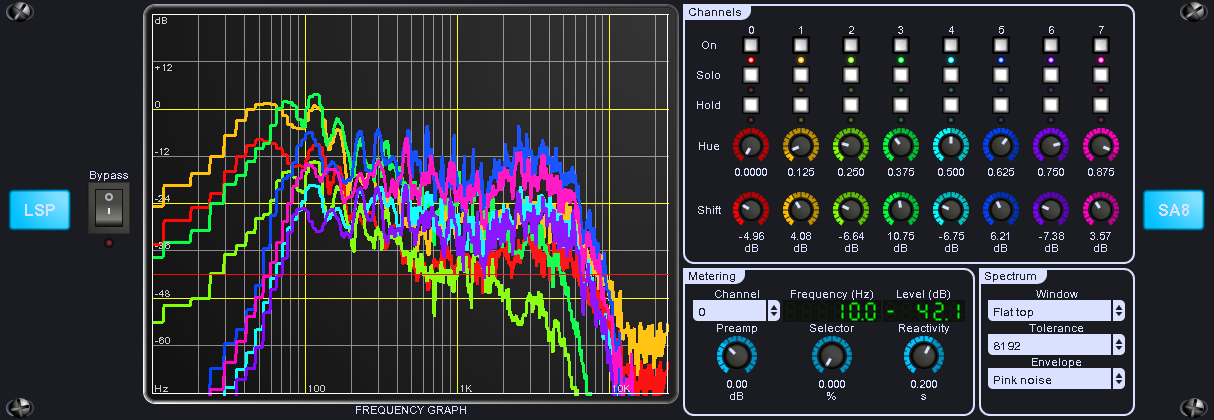 dB
+12
0
-12
-24
-36
-48
-60
Hz
100
1K
10K
FREQUENCY GRAPH
Bypass
LSP
SA8
Channels
0 1 2 3 4 5 6 7
On
Solo
Hold
Hue
0.0000 0.125 0.250 0.375 0.500 0.625 0.750 0.875
Shift
-4.96 4.08 -6.64 10.75 -6.75 6.21 -7.38 3.57
dB dB dB dB dB dB dB dB
Metering
Channel Frequency (Hz) Level (dB)
0 10.0 - 42.1
Preamp Selector Reactivity
0.00 0.000 0.200
dB % s
Spectrum
Window
Flat top
Tolerance
8192
Envelope
Pink noise